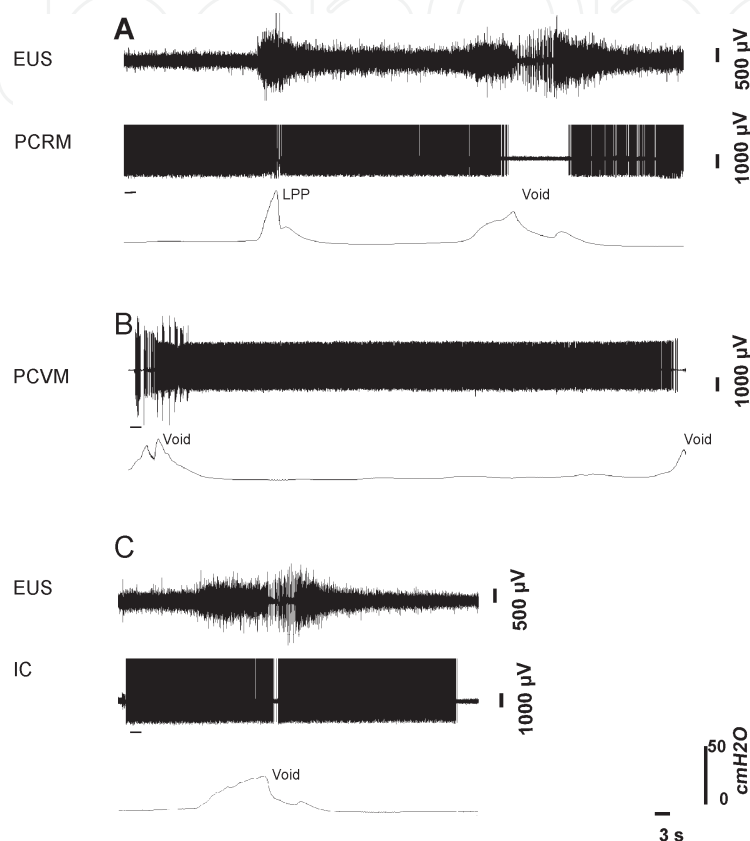 A
EUS
500 μV
PCRM
1000 μV
LPP
Void
B
PCVM
1000 μV
Void
Void
C
EUS
500 μV
IC
1000 μV
Void
50
cmH2O
0
3 s